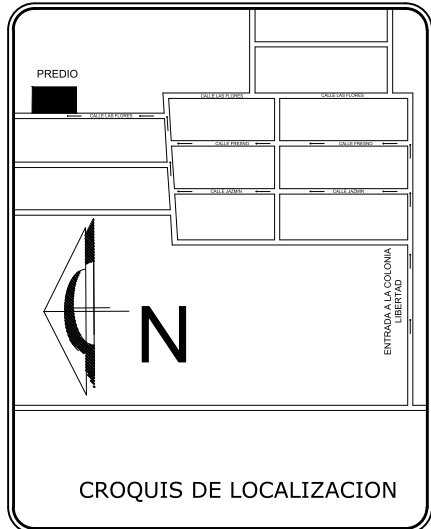 PREDIO
CALLE LAS FLORES
CALLE LAS FLORES
CALLE LAS FLORES
CALLE FRESNO
CALLE FRESNO
CALLE JAZMIN
CALLE JAZMIN
ENTRADA A LA COLONIA
LIBERTAD
N
CROQUIS DE LOCALIZACION